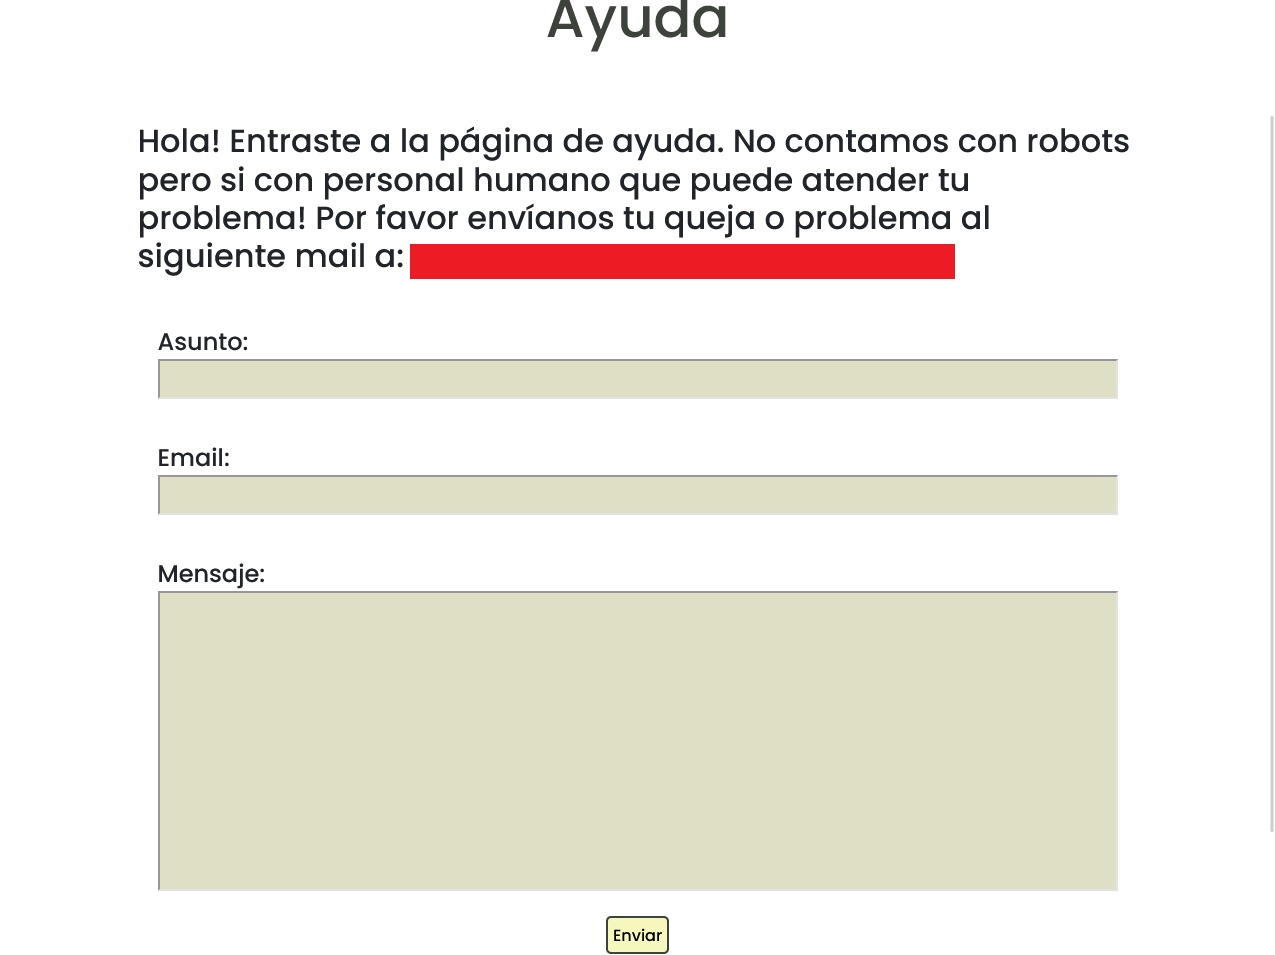 Ayuda
Hola! Entraste a la página de ayuda. No contamos con robots
pero si con personal humano que puede atender tu
problema! Por favor envíanos tu queja o problema al
siguiente mail a:
Asunto:
Email:
Mensaje:
Enviar